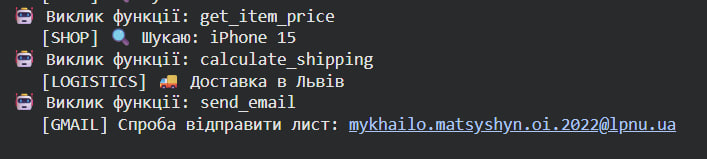 🤖 Виклик функції: get_item_price
[SHOP] 🔍 Шукаю: iPhone 15
🤖 Виклик функції: calculate_shipping
[LOGISTICS] 🚚 Доставка в Львів
🤖 Виклик функції: send_email
[GMAIL] Спроба відправити лист: mykhailo.matsyshyn.oi.2022@lpnu.ua